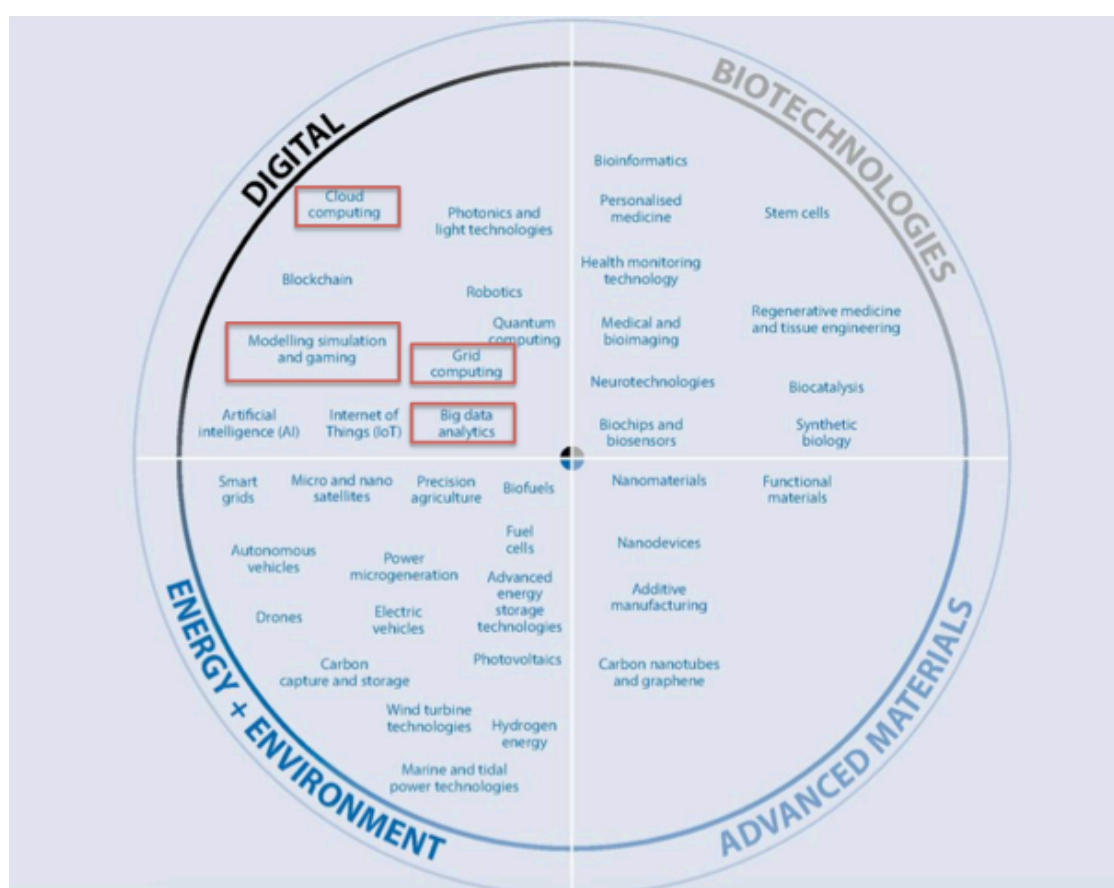 DIGITAL
Cloud
computing
Photonics and
light technologies
Blockchain
Robotics
Quantum
computing
Modelling simulation
and gaming
Grid
computing
Artificial
intelligence (AI)
Internet of
Things (IoT)
Big data
analytics
BIOTECHNOLOGIES
Bioinformatics
Personalised
medicine
Stem cells
Health monitoring
technology
Regenerative medicine
and tissue engineering
Medical and
bioimaging
Neurotechnologies
Biocatalysis
Biochips and
biosensors
Synthetic
biology
ENERGY + ENVIRONMENT
Smart
grids
Micro and nano
satellites
Precision
agriculture
Biofuels
Fuel
cells
Autonomous
vehicles
Power
microgeneration
Advanced
energy
storage
technologies
Drones
Electric
vehicles
Photovoltaics
Carbon
capture and storage
Wind turbine
technologies
Hydrogen
energy
Marine and tidal
power technologies
ADVANCED MATERIALS
Nanomaterials
Functional
materials
Nanodevices
Additive
manufacturing
Carbon nanotubes
and graphene